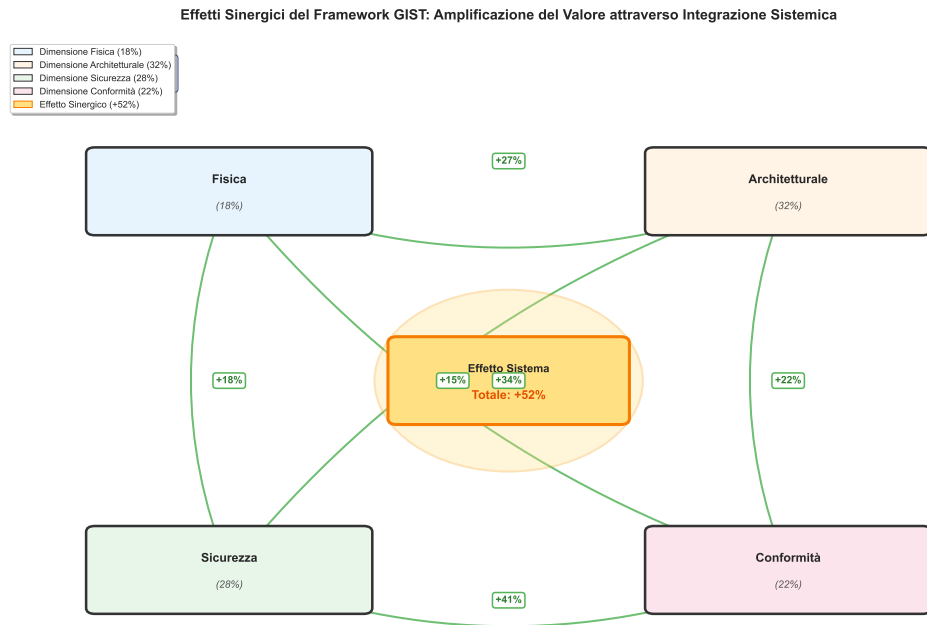 Effetti Sinergici del Framework GIST: Amplificazione del Valore attraverso Integrazione Sistemica
Dimensione Fisica (18%)
Dimensione Architetturale (32%)
Dimensione Sicurezza (28%)
Dimensione Conformità (22%)
Effetto Sinergico (+52%)
+27%
Fisica
(18%)
Architetturale
(32%)
Effetto Sistema
+18%
+15%
+34%
+22%
Totale: +52%
Sicurezza
(28%)
Conformità
(22%)
+41%